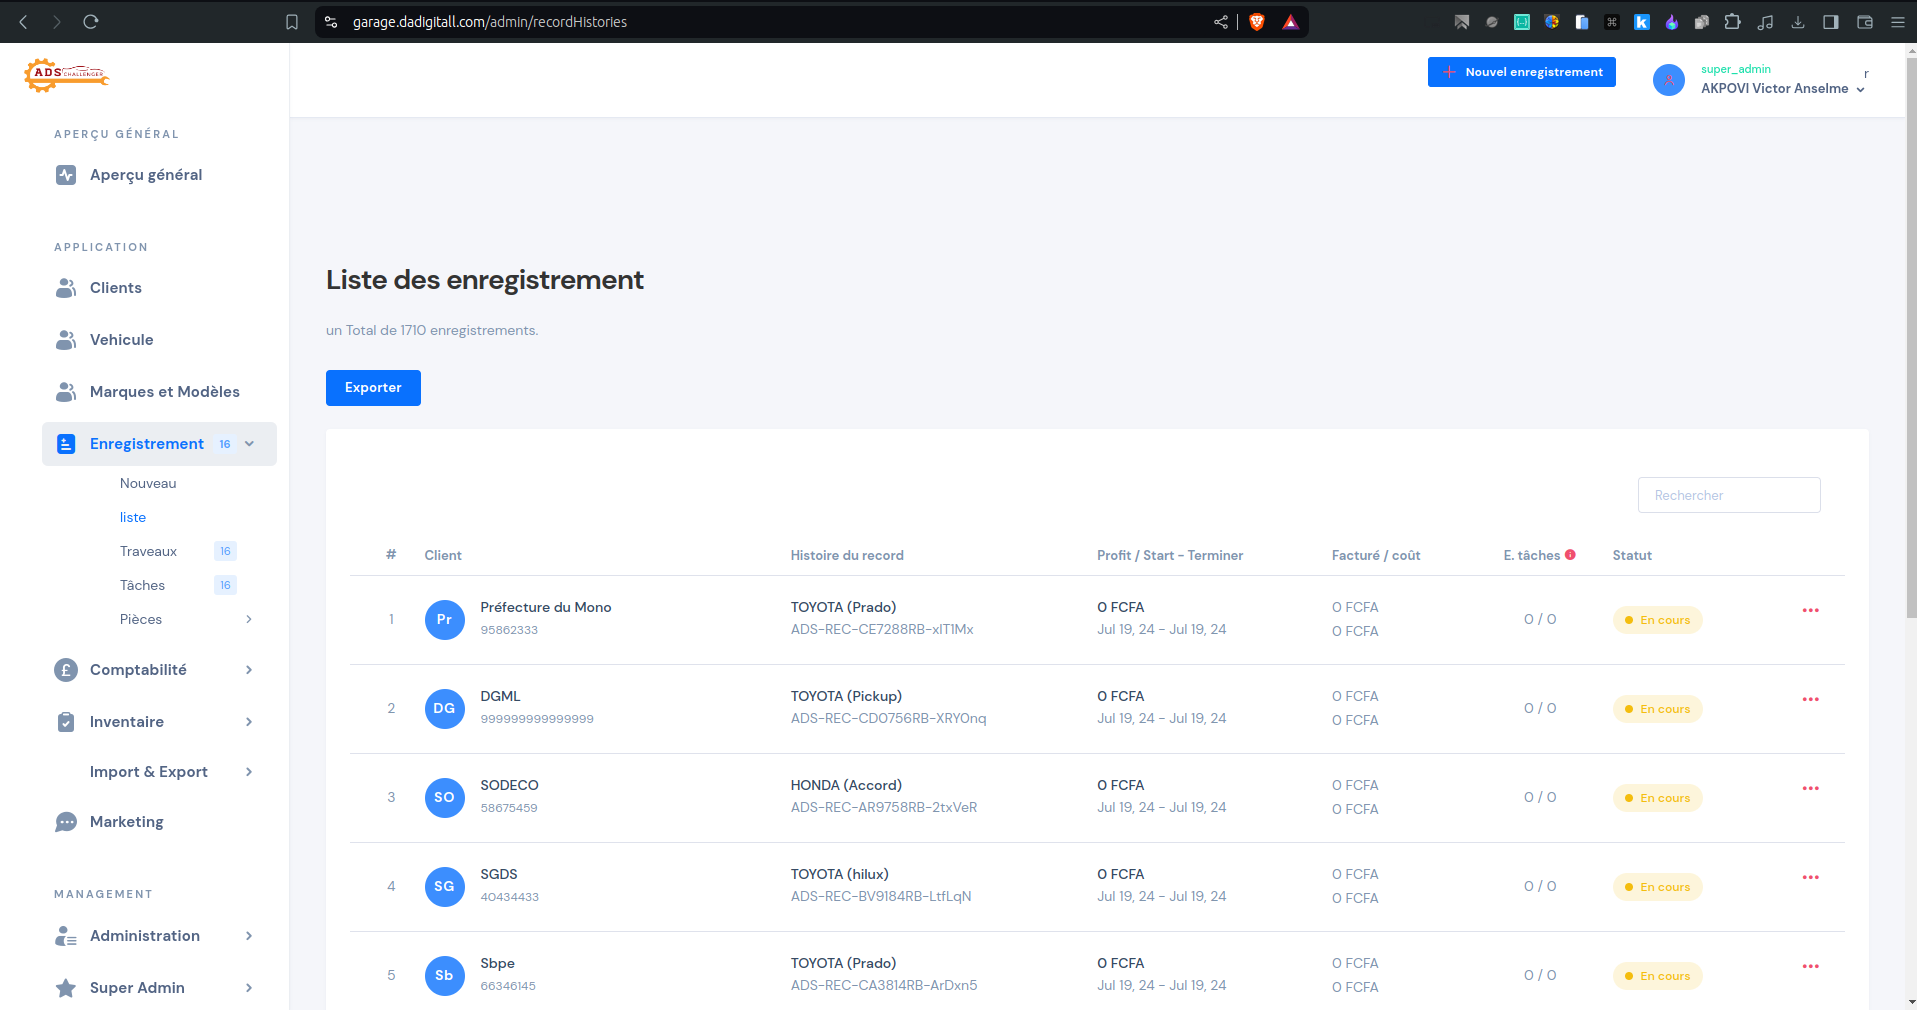 garage.dadigitall.com/admin/recordHistories
ADS
CHALLENGER
Nouvel enregistrement
super_admin
r
AKPOVI Victor Anselme
APERÇU GÉNÉRAL
Aperçu général
APPLICATION
Clients
Vehicule
Marques et Modèles
Enregistrement 16
Nouveau
liste
Traveaux 16
Tâches 16
Pièces
Comptabilité
Inventaire
Import & Export
Marketing
MANAGEMENT
Administration
Super Admin
Liste des enregistrement
un Total de 1710 enregistrements.
Exporter
Rechercher
# Client Histoire du record Profit / Start - Terminer Facturé / coût E. tâches Statut
1 Pr Préfecture du Mono TOYOTA (Prado) 0 FCFA 0 FCFA 0 / 0 En cours
95862333 ADS-REC-CE7288RB-xIT1Mx Jul 19, 24 - Jul 19, 24 0 FCFA
2 DG DGML TOYOTA (Pickup) 0 FCFA 0 FCFA 0 / 0 En cours
999999999999999 ADS-REC-CD0756RB-XRY0nq Jul 19, 24 - Jul 19, 24 0 FCFA
3 SO SODECO HONDA (Accord) 0 FCFA 0 FCFA 0 / 0 En cours
58675459 ADS-REC-AR9758RB-2txVeR Jul 19, 24 - Jul 19, 24 0 FCFA
4 SG SGDS TOYOTA (hilux) 0 FCFA 0 FCFA 0 / 0 En cours
40434433 ADS-REC-BV9184RB-LtfLqN Jul 19, 24 - Jul 19, 24 0 FCFA
5 Sb Sbpe TOYOTA (Prado) 0 FCFA 0 FCFA 0 / 0 En cours
66346145 ADS-REC-CA3814RB-ArDxn5 Jul 19, 24 - Jul 19, 24 0 FCFA